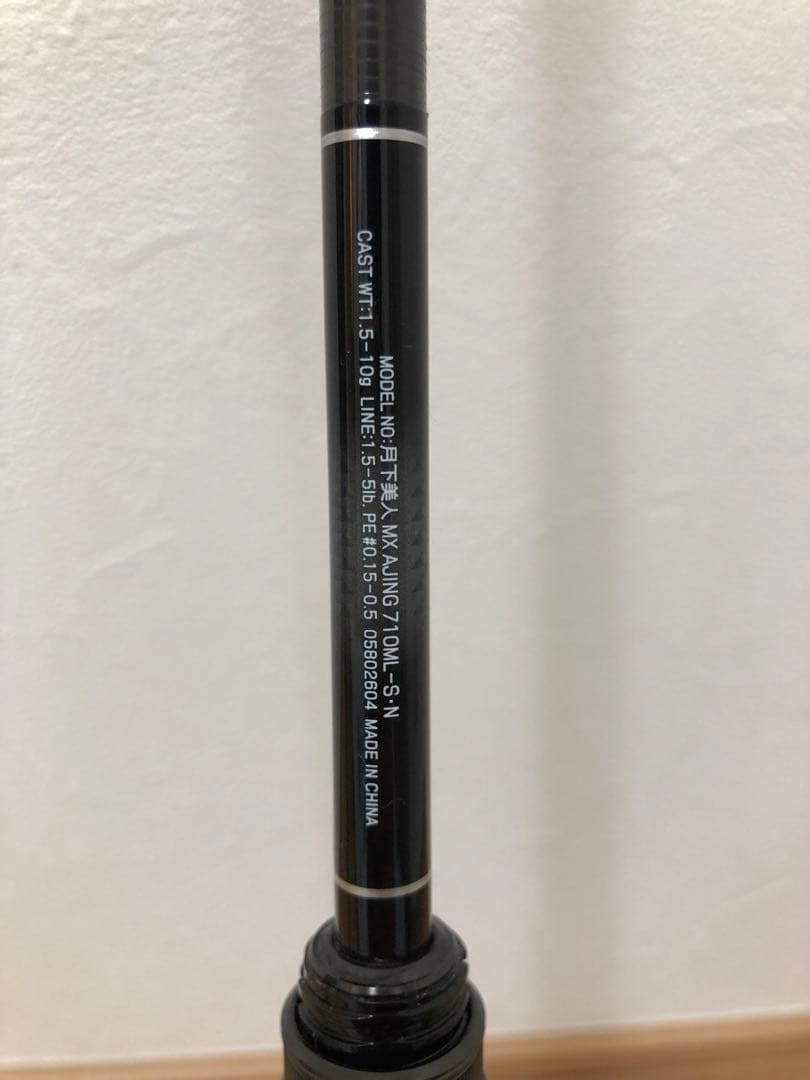 MODEL NO:月下美人 MX AJING 710ML-S・N
CAST WT:1.5-10g LINE:1.5-5lb. PE#0.15-0.5 05802604 MADE IN CHINA